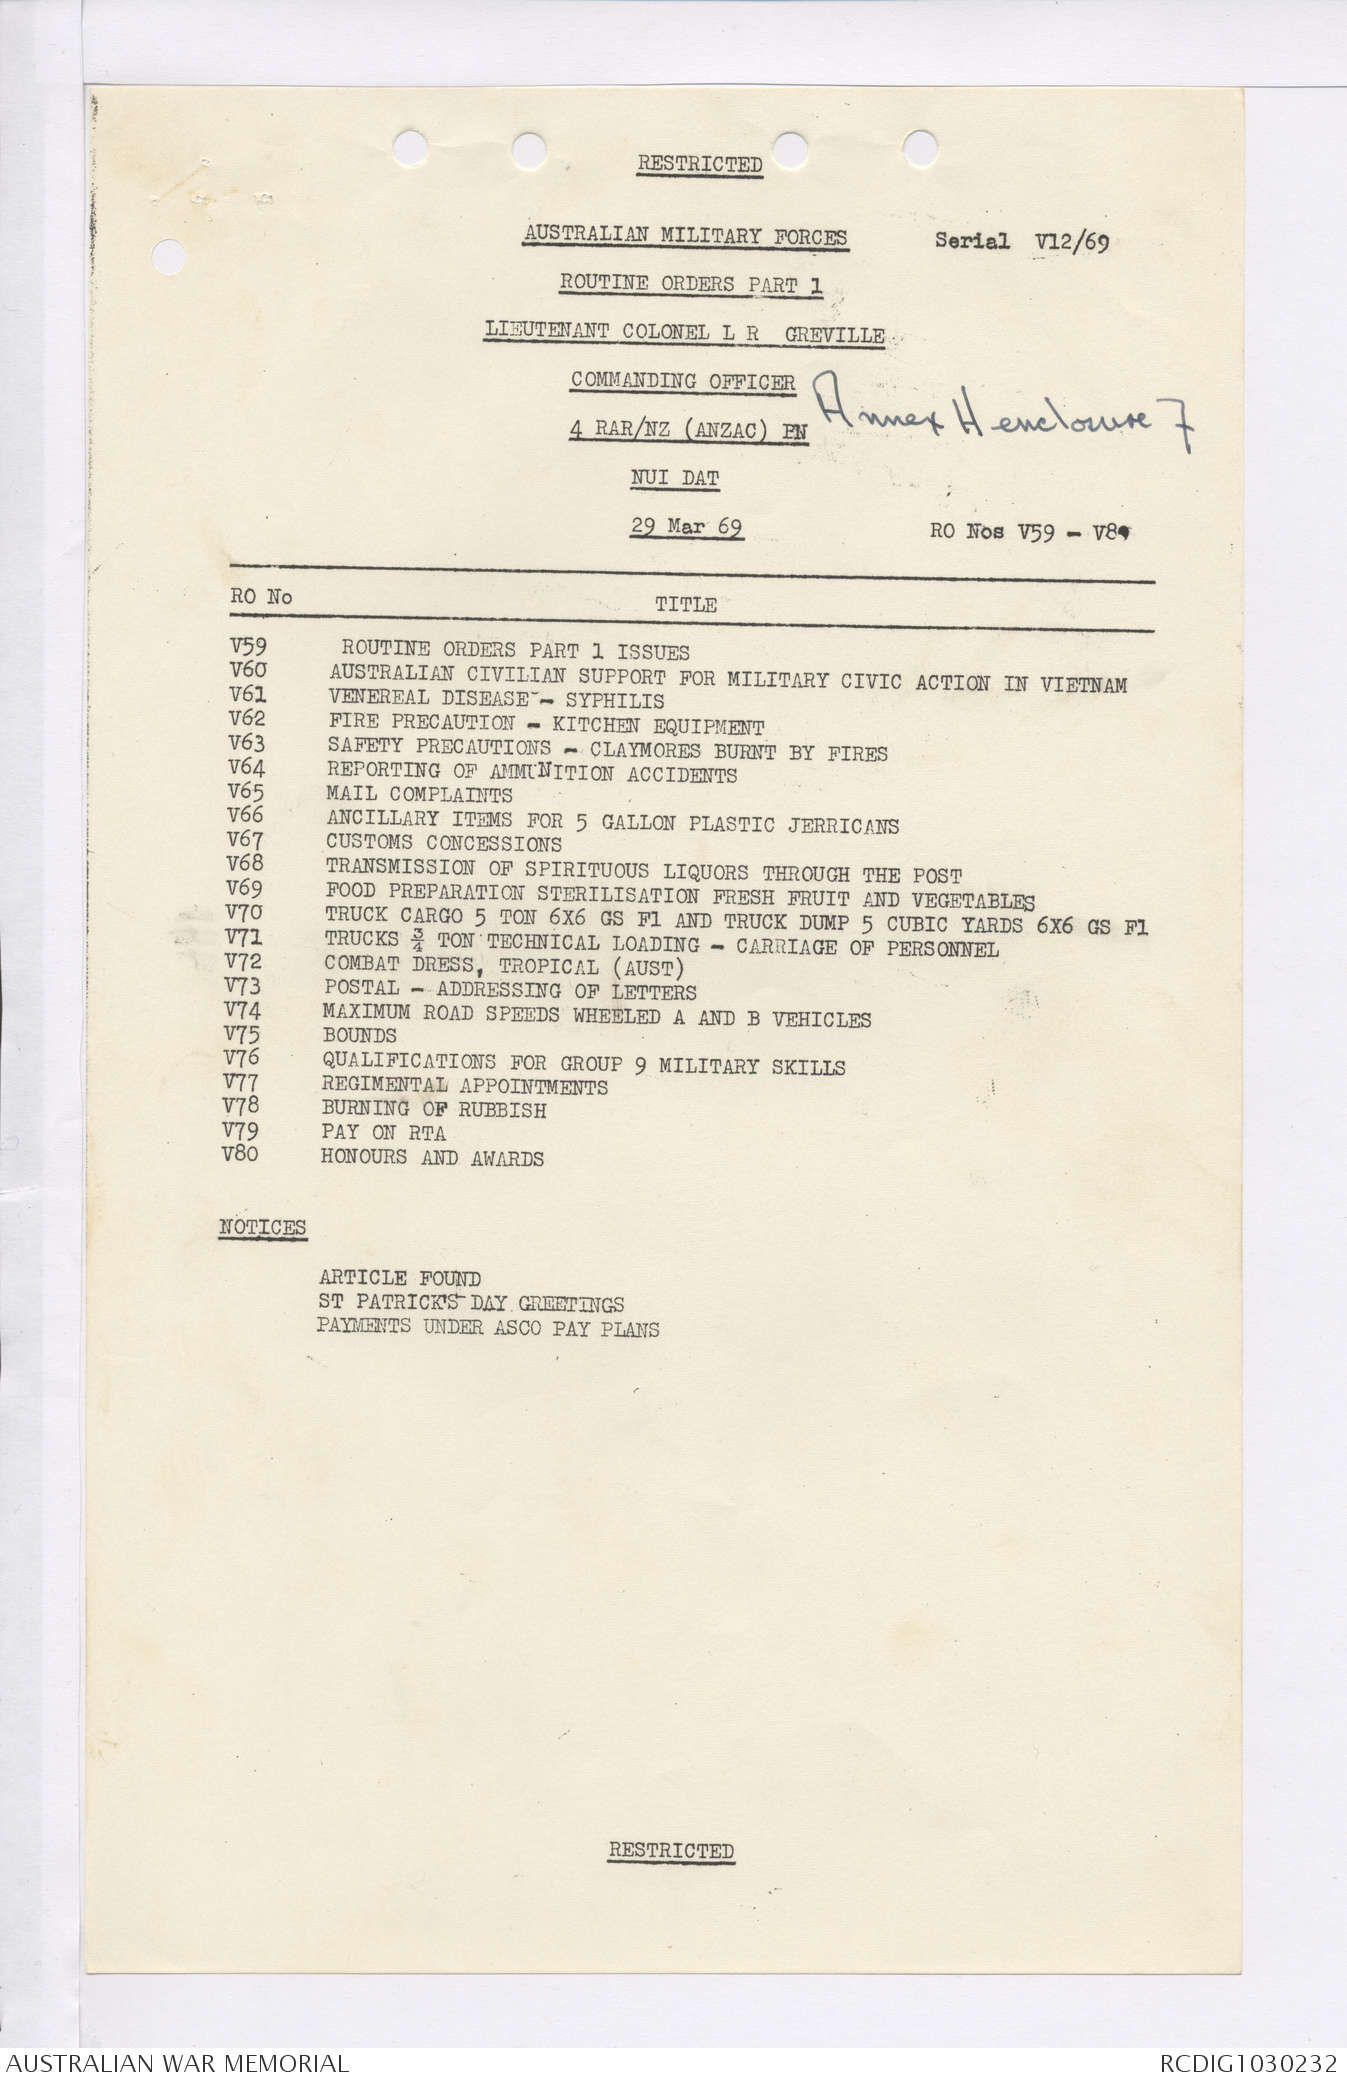 RESTRICTED
AUSTRALIAN MILITARY FORCES Serial V12/69
ROUTINE ORDERS PART 1
LIEUTENANT COLONEL L R GREVILLE
COMMANDING OFFICER
Annex H enclosure 7
4 RAR/NZ (ANZAC) BN
NUI DAT
29 Mar 69 RO Nos V59 - V80
RO No TITLE
V59 ROUTINE ORDERS PART 1 ISSUES
V60 AUSTRALIAN CIVILIAN SUPPORT FOR MILITARY CIVIC ACTION IN VIETNAM
V61 VENEREAL DISEASE - SYPHILIS
V62 FIRE PRECAUTION - KITCHEN EQUIPMENT
V63 SAFETY PRECAUTIONS - CLAYMORES BURNT BY FIRES
V64 REPORTING OF AMMUNITION ACCIDENTS
V65 MAIL COMPLAINTS
V66 ANCILLARY ITEMS FOR 5 GALLON PLASTIC JERRICANS
V67 CUSTOMS CONCESSIONS
V68 TRANSMISSION OF SPIRITUOUS LIQUORS THROUGH THE POST
V69 FOOD PREPARATION STERILISATION FRESH FRUIT AND VEGETABLES
V70 TRUCK CARGO 5 TON 6X6 GS F1 AND TRUCK DUMP 5 CUBIC YARDS 6X6 GS F1
V71 TRUCKS ¾ TON TECHNICAL LOADING - CARRIAGE OF PERSONNEL
V72 COMBAT DRESS, TROPICAL (AUST)
V73 POSTAL - ADDRESSING OF LETTERS
V74 MAXIMUM ROAD SPEEDS WHEELED A AND B VEHICLES
V75 BOUNDS
V76 QUALIFICATIONS FOR GROUP 9 MILITARY SKILLS
V77 REGIMENTAL APPOINTMENTS
V78 BURNING OF RUBBISH
V79 PAY ON RTA
V80 HONOURS AND AWARDS
NOTICES
ARTICLE FOUND
ST PATRICK'S DAY GREETINGS
PAYMENTS UNDER ASCO PAY PLANS
RESTRICTED
AUSTRALIAN WAR MEMORIAL RCDIG1030232